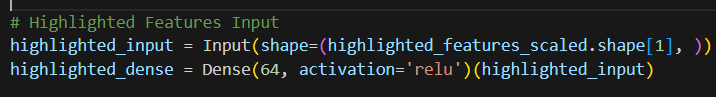 # Highlighted Features Input
highlighted_input = Input(shape=(highlighted_features_scaled.shape[1], ))
highlighted_dense = Dense(64, activation='relu')(highlighted_input)